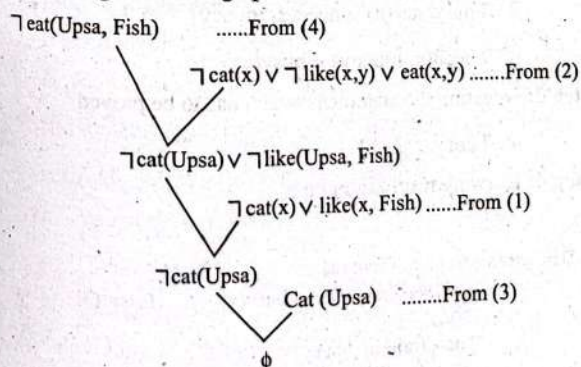 ⌉eat(Upsa, Fish) ......From (4)
⌉cat(x) ∨ ⌉like(x,y) ∨ eat(x,y) .......From (2)
⌉cat(Upsa) ∨ ⌉like(Upsa, Fish)
⌉cat(x) ∨ like(x, Fish) ......From (1)
⌉cat(Upsa)
Cat (Upsa) ........From (3)
ϕ